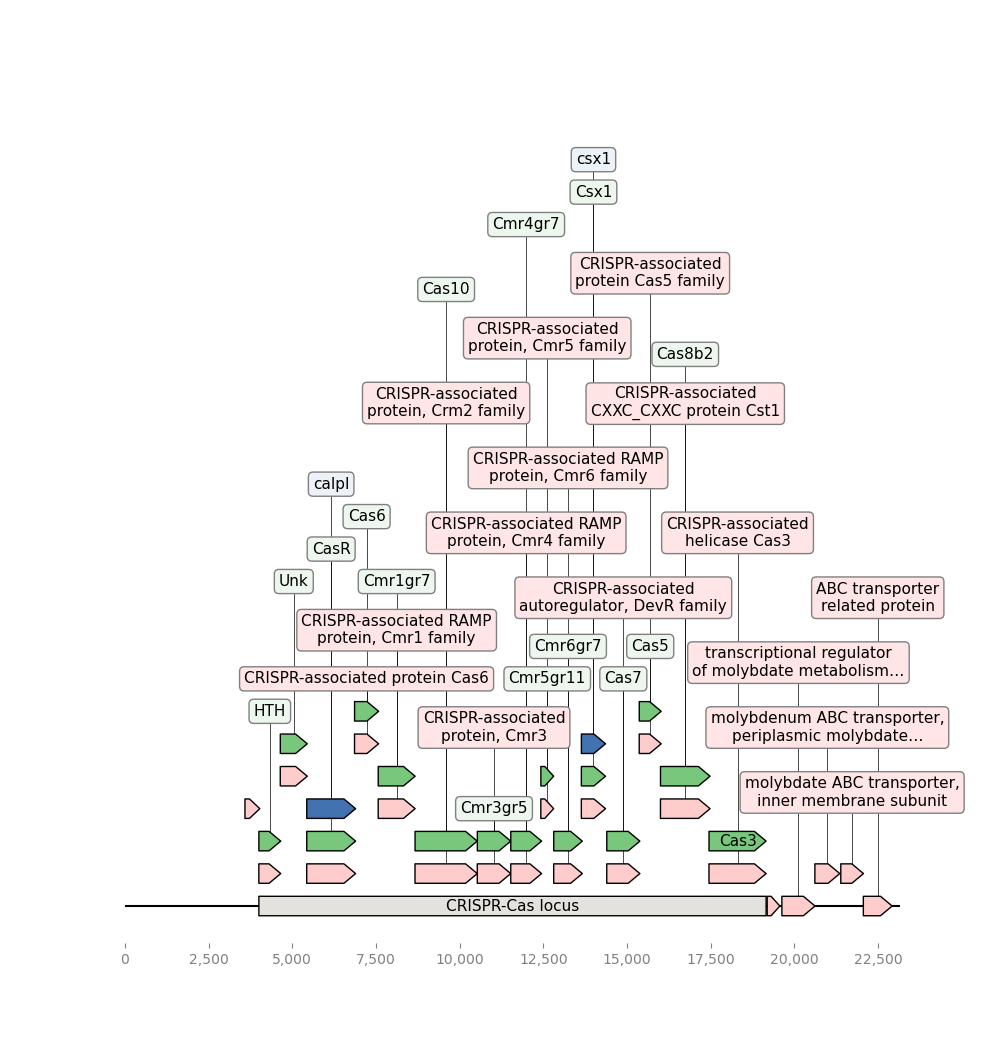 csx1
Csx1
Cmr4gr7
CRISPR-associated
protein Cas5 family
Cas10
CRISPR-associated
protein, Cmr5 family
Cas8b2
CRISPR-associated
protein, Crm2 family
CRISPR-associated
CXXC_CXXC protein Cst1
CRISPR-associated RAMP
protein, Cmr6 family
calpl
Cas6
CRISPR-associated RAMP
protein, Cmr4 family
CRISPR-associated
helicase Cas3
CasR
Unk
Cmr1gr7
CRISPR-associated
autoregulator, DevR family
ABC transporter
related protein
CRISPR-associated RAMP
protein, Cmr1 family
Cmr6gr7
Cas5
transcriptional regulator
of molybdate metabolism...
CRISPR-associated protein Cas6
Cmr5gr11
Cas7
HTH
CRISPR-associated
protein, Cmr3
molybdenum ABC transporter,
periplasmic molybdate...
molybdate ABC transporter,
inner membrane subunit
Cmr3gr5
Cas3
CRISPR-Cas locus
0 2,500 5,000 7,500 10,000 12,500 15,000 17,500 20,000 22,500